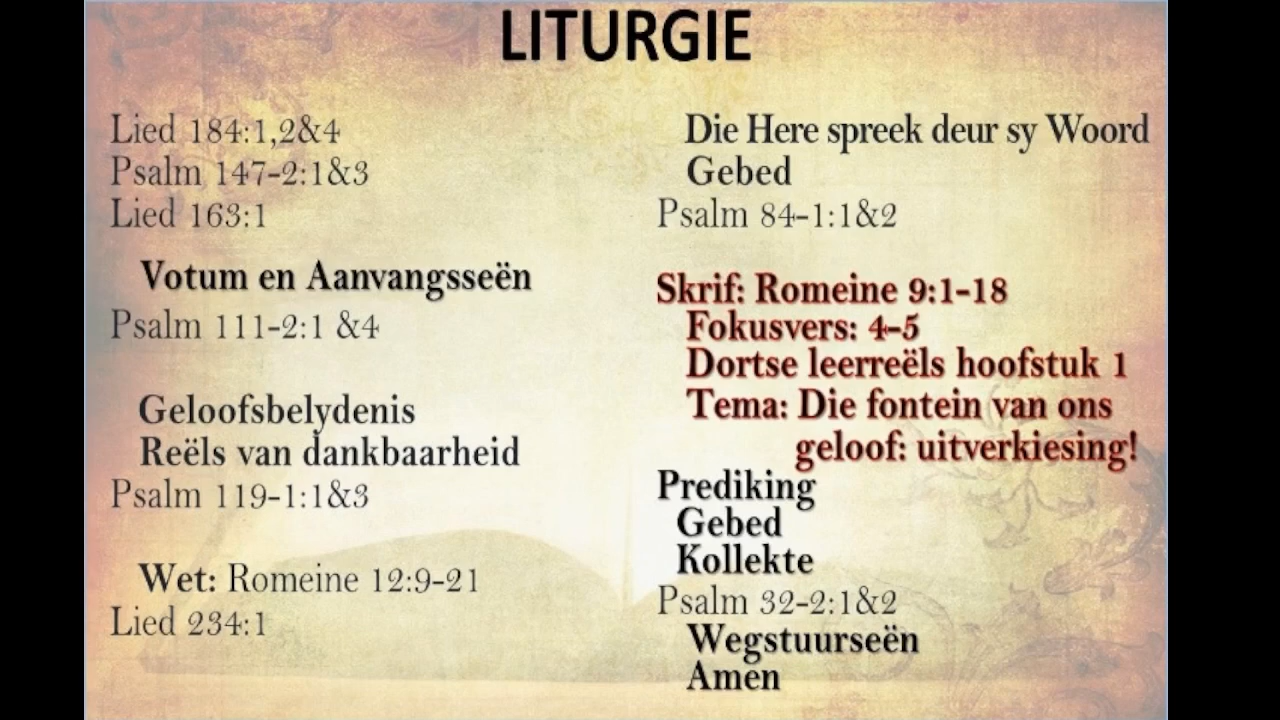 LITURGIE
Lied 184:1,2&4
Psalm 147-2:1&3
Lied 163:1
Votum en Aanvangsseën
Psalm 111-2:1 &4
Geloofsbelydenis
Reëls van dankbaarheid
Psalm 119-1:1&3
Wet: Romeine 12:9-21
Lied 234:1
Die Here spreek deur sy Woord
Gebed
Psalm 84-1:1&2
Skrif: Romeine 9:1-18
Fokusvers: 4-5
Dortse leerreëls hoofstuk 1
Tema: Die fontein van ons
geloof: uitverkiesing!
Prediking
Gebed
Kollekte
Psalm 32-2:1&2
Wegstuurseën
Amen